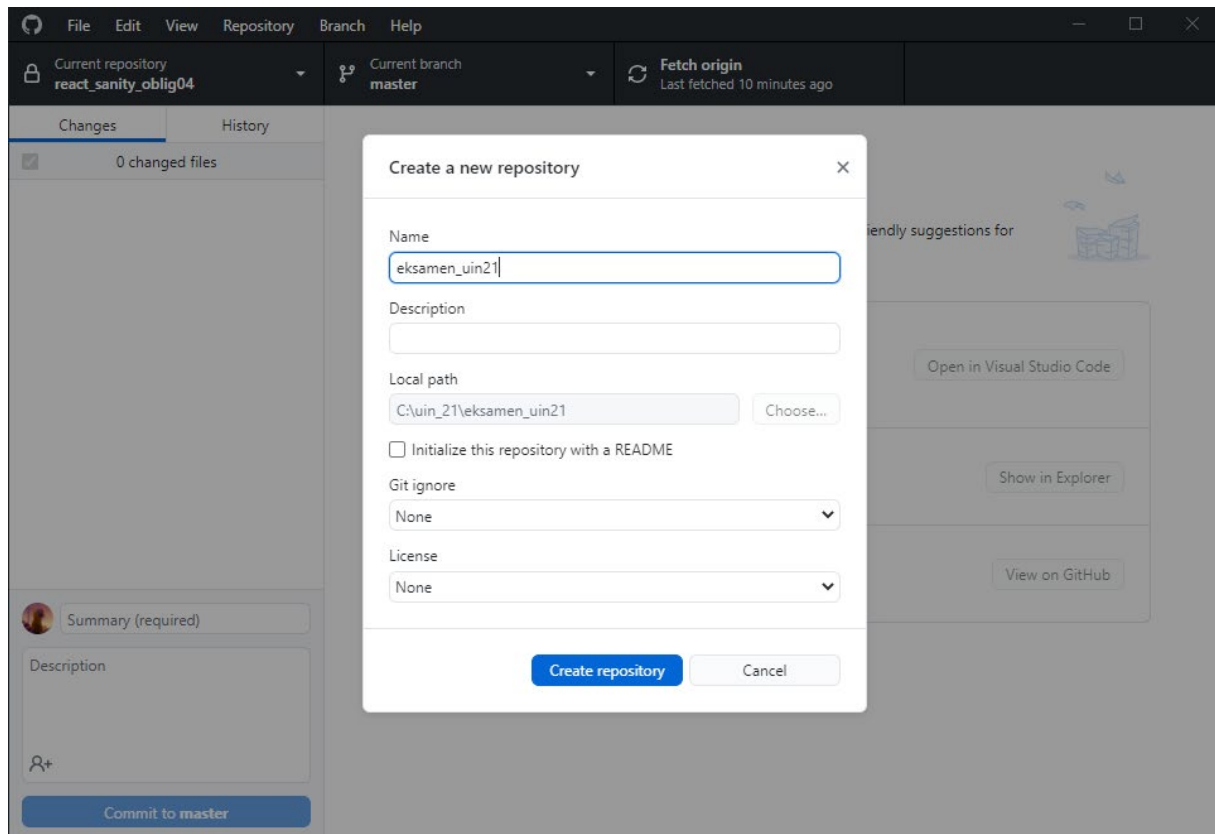 File Edit View Repository Branch Help
Current repository
react_sanity_oblig04
Current branch
master
Fetch origin
Last fetched 10 minutes ago
Changes History
0 changed files
Create a new repository
iendly suggestions for
Name
eksamen_uin21
Description
Local path
C:\uin_21\eksamen_uin21 Choose...
Initialize this repository with a README
Git ignore
None
License
None
Create repository Cancel
Open in Visual Studio Code
Show in Explorer
View on GitHub
Summary (required)
Description
Commit to master